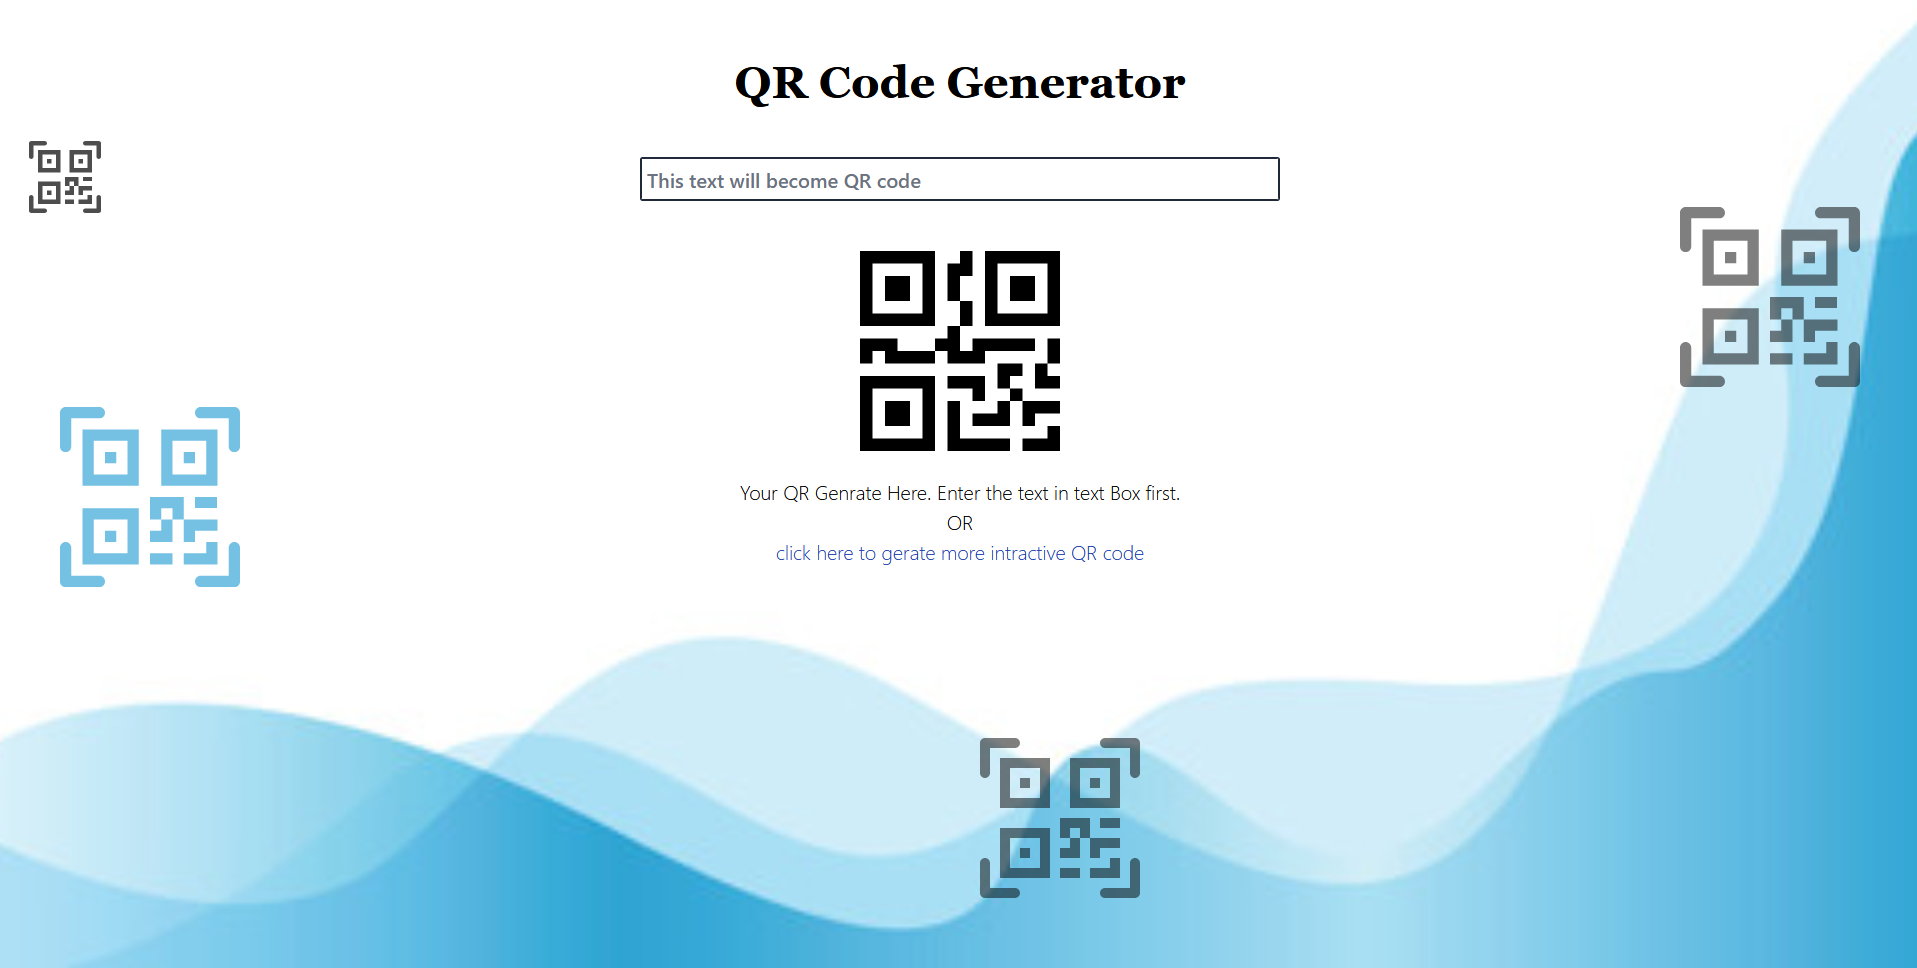 QR Code Generator
This text will become QR code
Your QR Genrate Here. Enter the text in text Box first.
OR
click here to gerate more intractive QR code